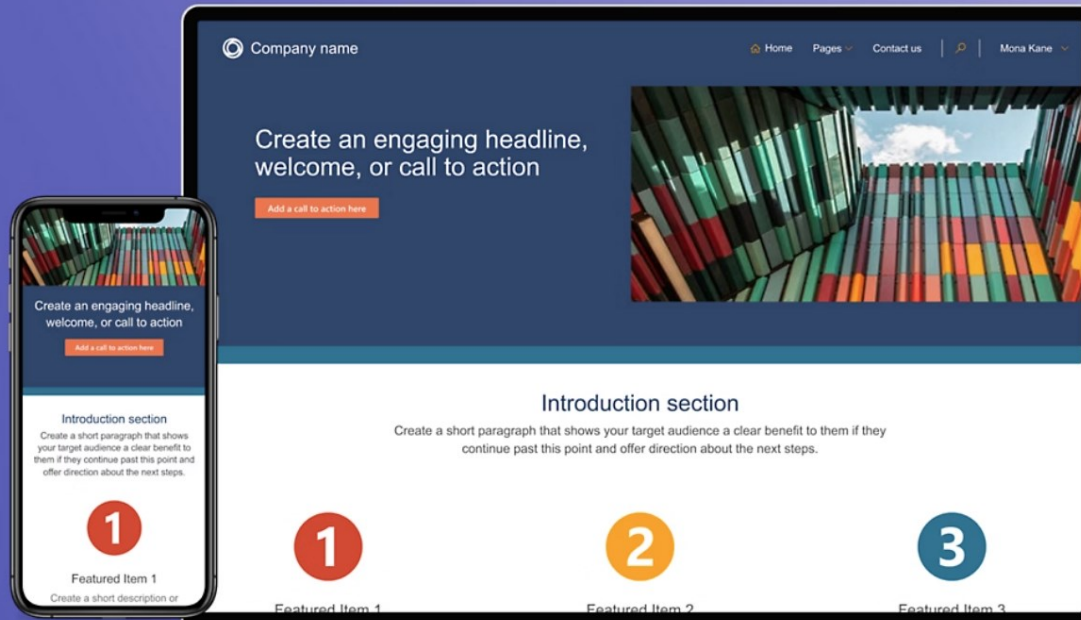 Company name
Home Pages Contact us Mona Kane
Create an engaging headline,
welcome, or call to action
Add a call to action here
Introduction section
Create a short paragraph that shows your target audience a clear benefit to them if they
continue past this point and offer direction about the next steps.
1 2 3
Featured Item 1 Featured Item 2 Featured Item 3
Create an engaging headline,
welcome, or call to action
Add a call to action here
Introduction section
Create a short paragraph that shows
your target audience a clear benefit to
them if they continue past this point and
offer direction about the next steps.
1
Featured Item 1
Create a short description or